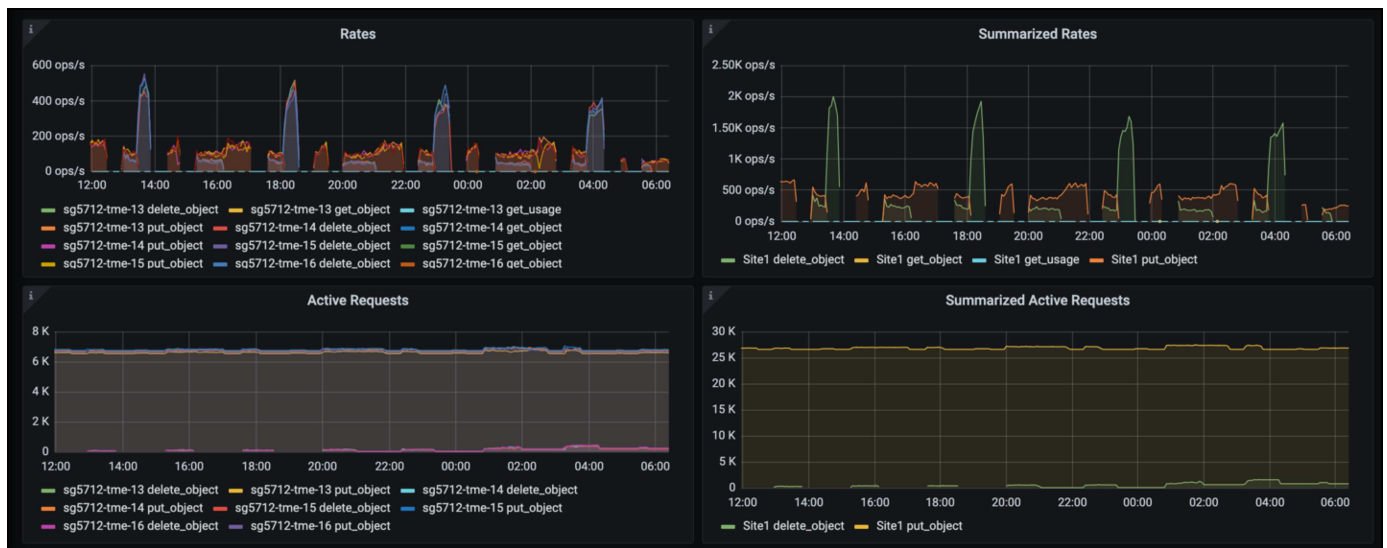 i
Rates
600 ops/s
400 ops/s
200 ops/s
0 ops/s
12:00 14:00 16:00 18:00 20:00 22:00 00:00 02:00 04:00 06:00
sg5712-tme-13 delete_object sg5712-tme-13 get_object sg5712-tme-13 get_usage
sg5712-tme-13 put_object sg5712-tme-14 delete_object sg5712-tme-14 get_object
sg5712-tme-14 put_object sg5712-tme-15 delete_object sg5712-tme-15 get_object
sg5712-tme-15 put_object sg5712-tme-16 delete_object sg5712-tme-16 get_object
i
Summarized Rates
2.50K ops/s
2K ops/s
1.50K ops/s
1K ops/s
500 ops/s
0 ops/s
12:00 14:00 16:00 18:00 20:00 22:00 00:00 02:00 04:00 06:00
Site1 delete_object Site1 get_object Site1 get_usage Site1 put_object
i
Active Requests
8 K
6 K
4 K
2 K
0
12:00 14:00 16:00 18:00 20:00 22:00 00:00 02:00 04:00 06:00
sg5712-tme-13 delete_object sg5712-tme-13 put_object sg5712-tme-14 delete_object
sg5712-tme-14 put_object sg5712-tme-15 delete_object sg5712-tme-15 put_object
sg5712-tme-16 delete_object sg5712-tme-16 put_object
i
Summarized Active Requests
30 K
25 K
20 K
15 K
10 K
5 K
0
12:00 14:00 16:00 18:00 20:00 22:00 00:00 02:00 04:00 06:00
Site1 delete_object Site1 put_object